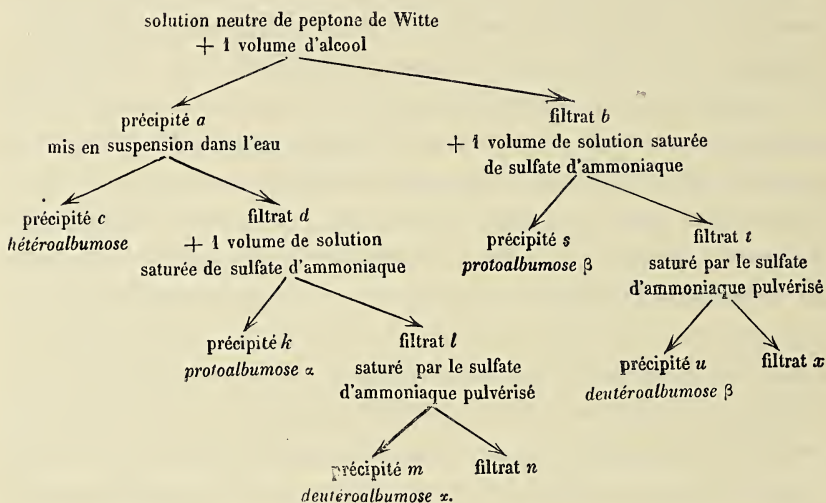 solution neutre de peptone de Witte
+ 1 volume d'alcool
précipité a
mis en suspension dans l'eau
filtrat b
+ 1 volume de solution saturée
de sulfate d'ammoniaque
précipité c
hétéroalbumose
filtrat d
+ 1 volume de solution
saturée de sulfate d'ammoniaque
précipité s
protoalbumose β
filtrat t
saturé par le sulfate
d'ammoniaque pulvérisé
précipité k
protoalbumose α
filtrat l
saturé par le sulfate
d'ammoniaque pulvérisé
précipité u
deutéroalbumose β
filtrat x
précipité m
deutéroalbumose α.
filtrat n